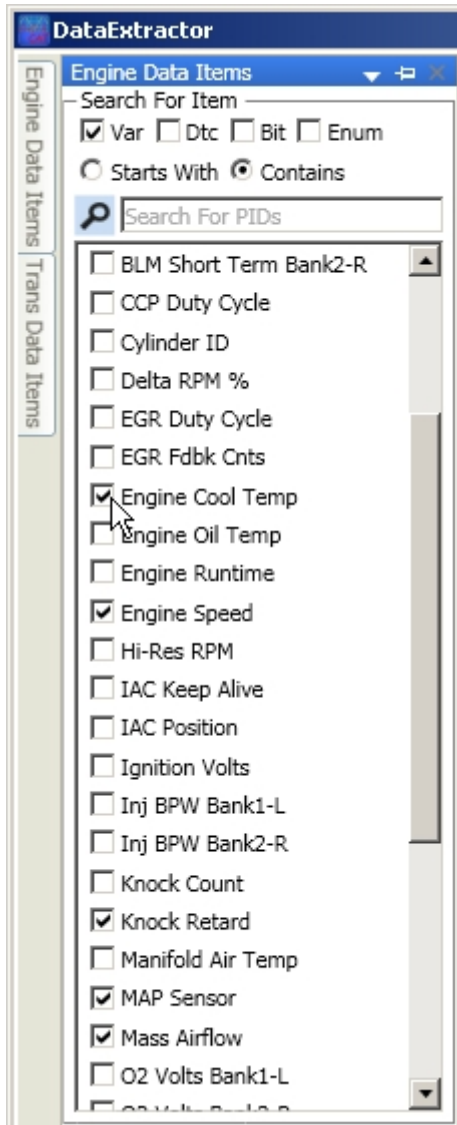 DataExtractor
Engine Data Items
Trans Data Items
Engine Data Items
Search For Item
Var Dtc Bit Enum
Starts With Contains
Search For PIDs
BLM Short Term Bank2-R
CCP Duty Cycle
Cylinder ID
Delta RPM %
EGR Duty Cycle
EGR Fdbk Cnts
Engine Cool Temp
Engine Oil Temp
Engine Runtime
Engine Speed
Hi-Res RPM
IAC Keep Alive
IAC Position
Ignition Volts
Inj BPW Bank1-L
Inj BPW Bank2-R
Knock Count
Knock Retard
Manifold Air Temp
MAP Sensor
Mass Airflow
O2 Volts Bank1-L